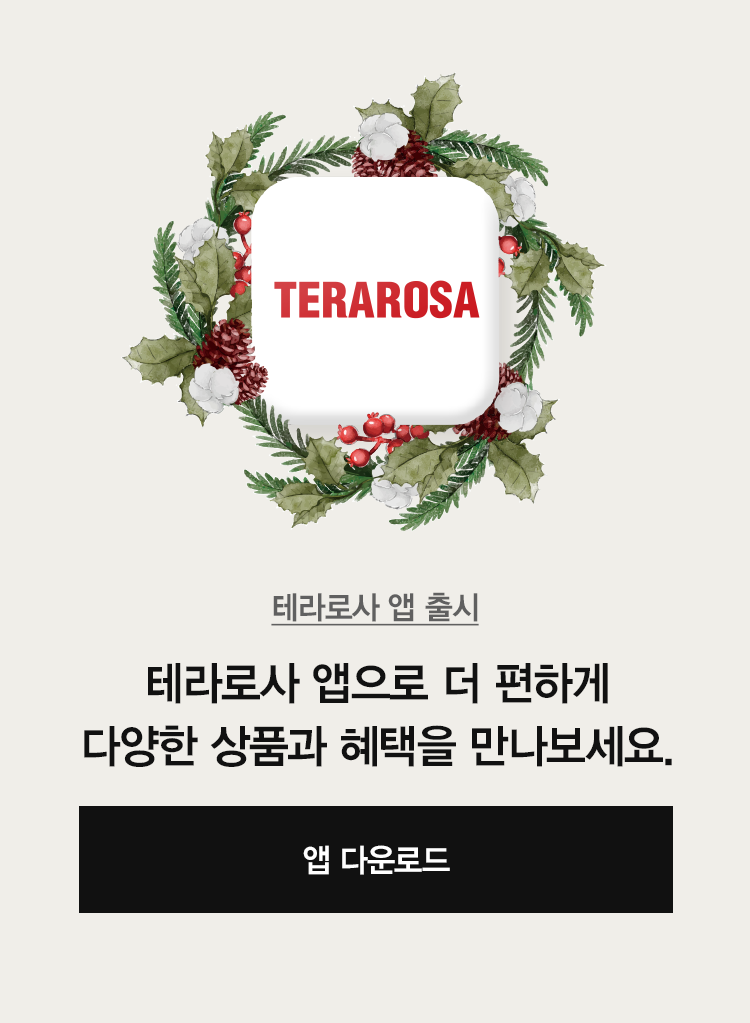 TERAROSA
테라로사 앱 출시
테라로사 앱으로 더 편하게
다양한 상품과 혜택을 만나보세요.
앱 다운로드